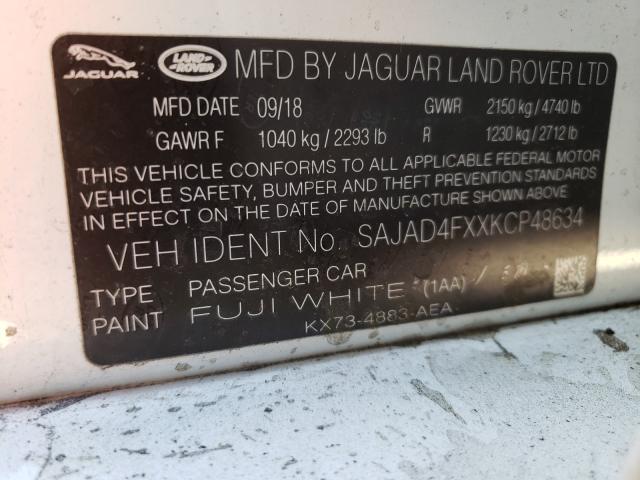 JAGUAR LAND ROVER MFD BY JAGUAR LAND ROVER LTD
MFD DATE 09/18 GVWR 2150 kg / 4740 lb
GAWR F 1040 kg / 2293 lb R 1230 kg / 2712 lb
THIS VEHICLE CONFORMS TO ALL APPLICABLE FEDERAL MOTOR
VEHICLE SAFETY, BUMPER AND THEFT PREVENTION STANDARDS
IN EFFECT ON THE DATE OF MANUFACTURE SHOWN ABOVE.
VEH IDENT No. SAJAD4FXXKCP48634
TYPE PASSENGER CAR
PAINT FUJI WHITE (1AA) /
KX73-4883-AEA